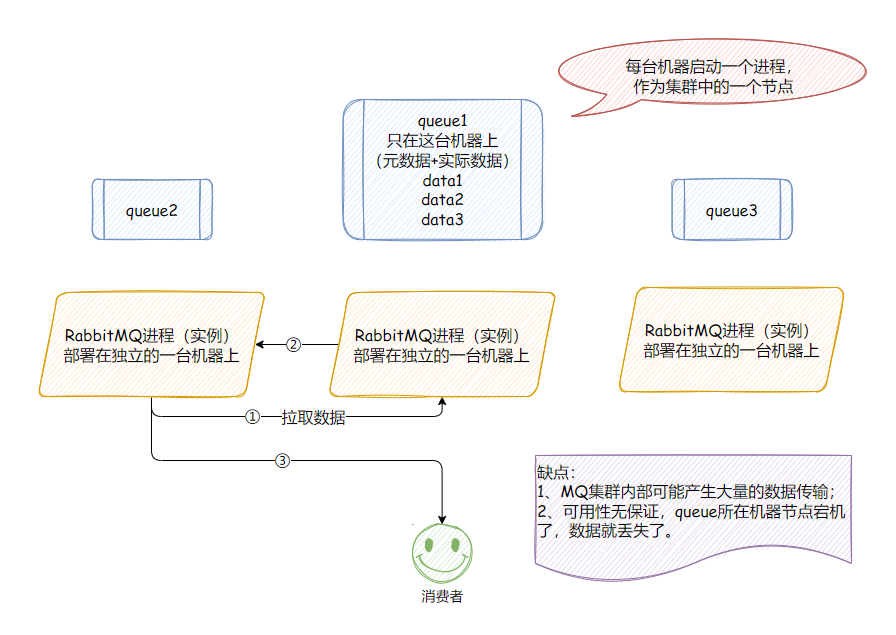 每台机器启动一个进程，
作为集群中的一个节点
queue1
只在这台机器上
（元数据+实际数据）
data1
data2
data3
queue2
queue3
RabbitMQ进程（实例）
部署在独立的一台机器上
②
RabbitMQ进程（实例）
部署在独立的一台机器上
RabbitMQ进程（实例）
部署在独立的一台机器上
① 拉取数据
③
缺点：
1、MQ集群内部可能产生大量的数据传输；
2、可用性无保证，queue所在机器节点宕机
了，数据就丢失了。
消费者